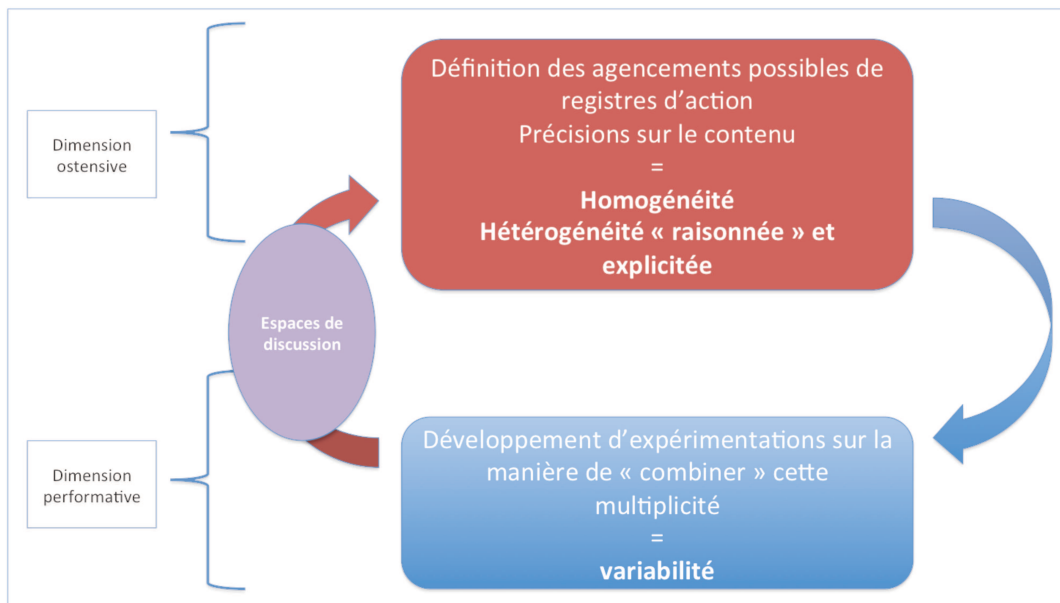 Dimension
ostensive
Définition des agencements possibles de
registres d’action
Précisions sur le contenu
=
Homogénéité
Hétérogénéité « raisonnée » et
explicitée
Espaces de
discussion
Dimension
performative
Développement d’expérimentations sur la
manière de « combiner » cette
multiplicité
=
variabilité